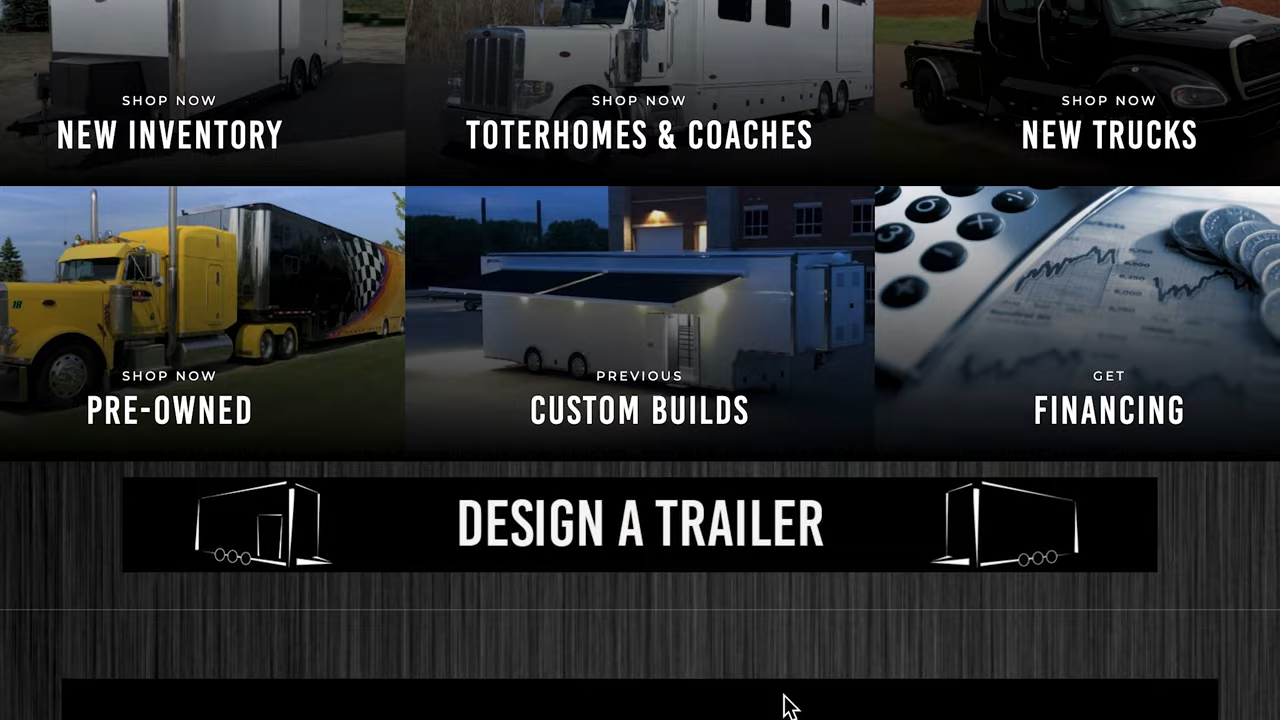 SHOP NOW
NEW INVENTORY
SHOP NOW
TOTERHOMES & COACHES
SHOP NOW
NEW TRUCKS
SHOP NOW
PRE-OWNED
PREVIOUS
CUSTOM BUILDS
GET
FINANCING
DESIGN A TRAILER